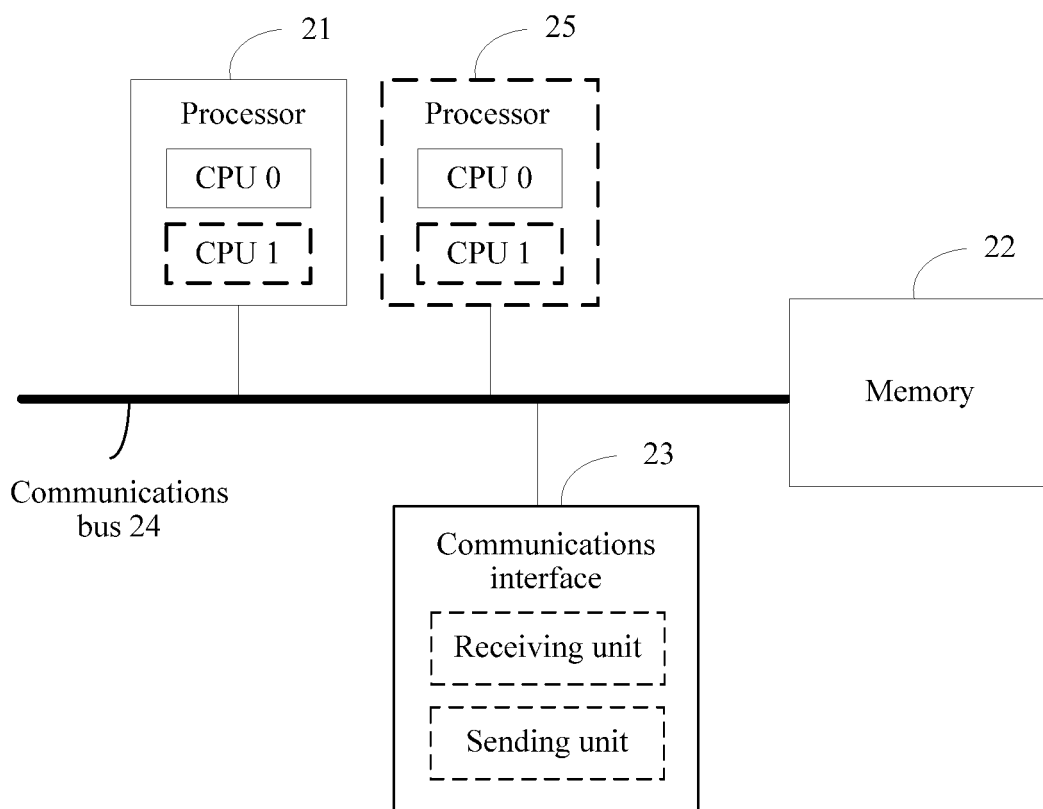 21
25
Processor
CPU 0
CPU 1
Processor
CPU 0
CPU 1
22
Memory
Communications
bus 24
23
Communications
interface
Receiving unit
Sending unit